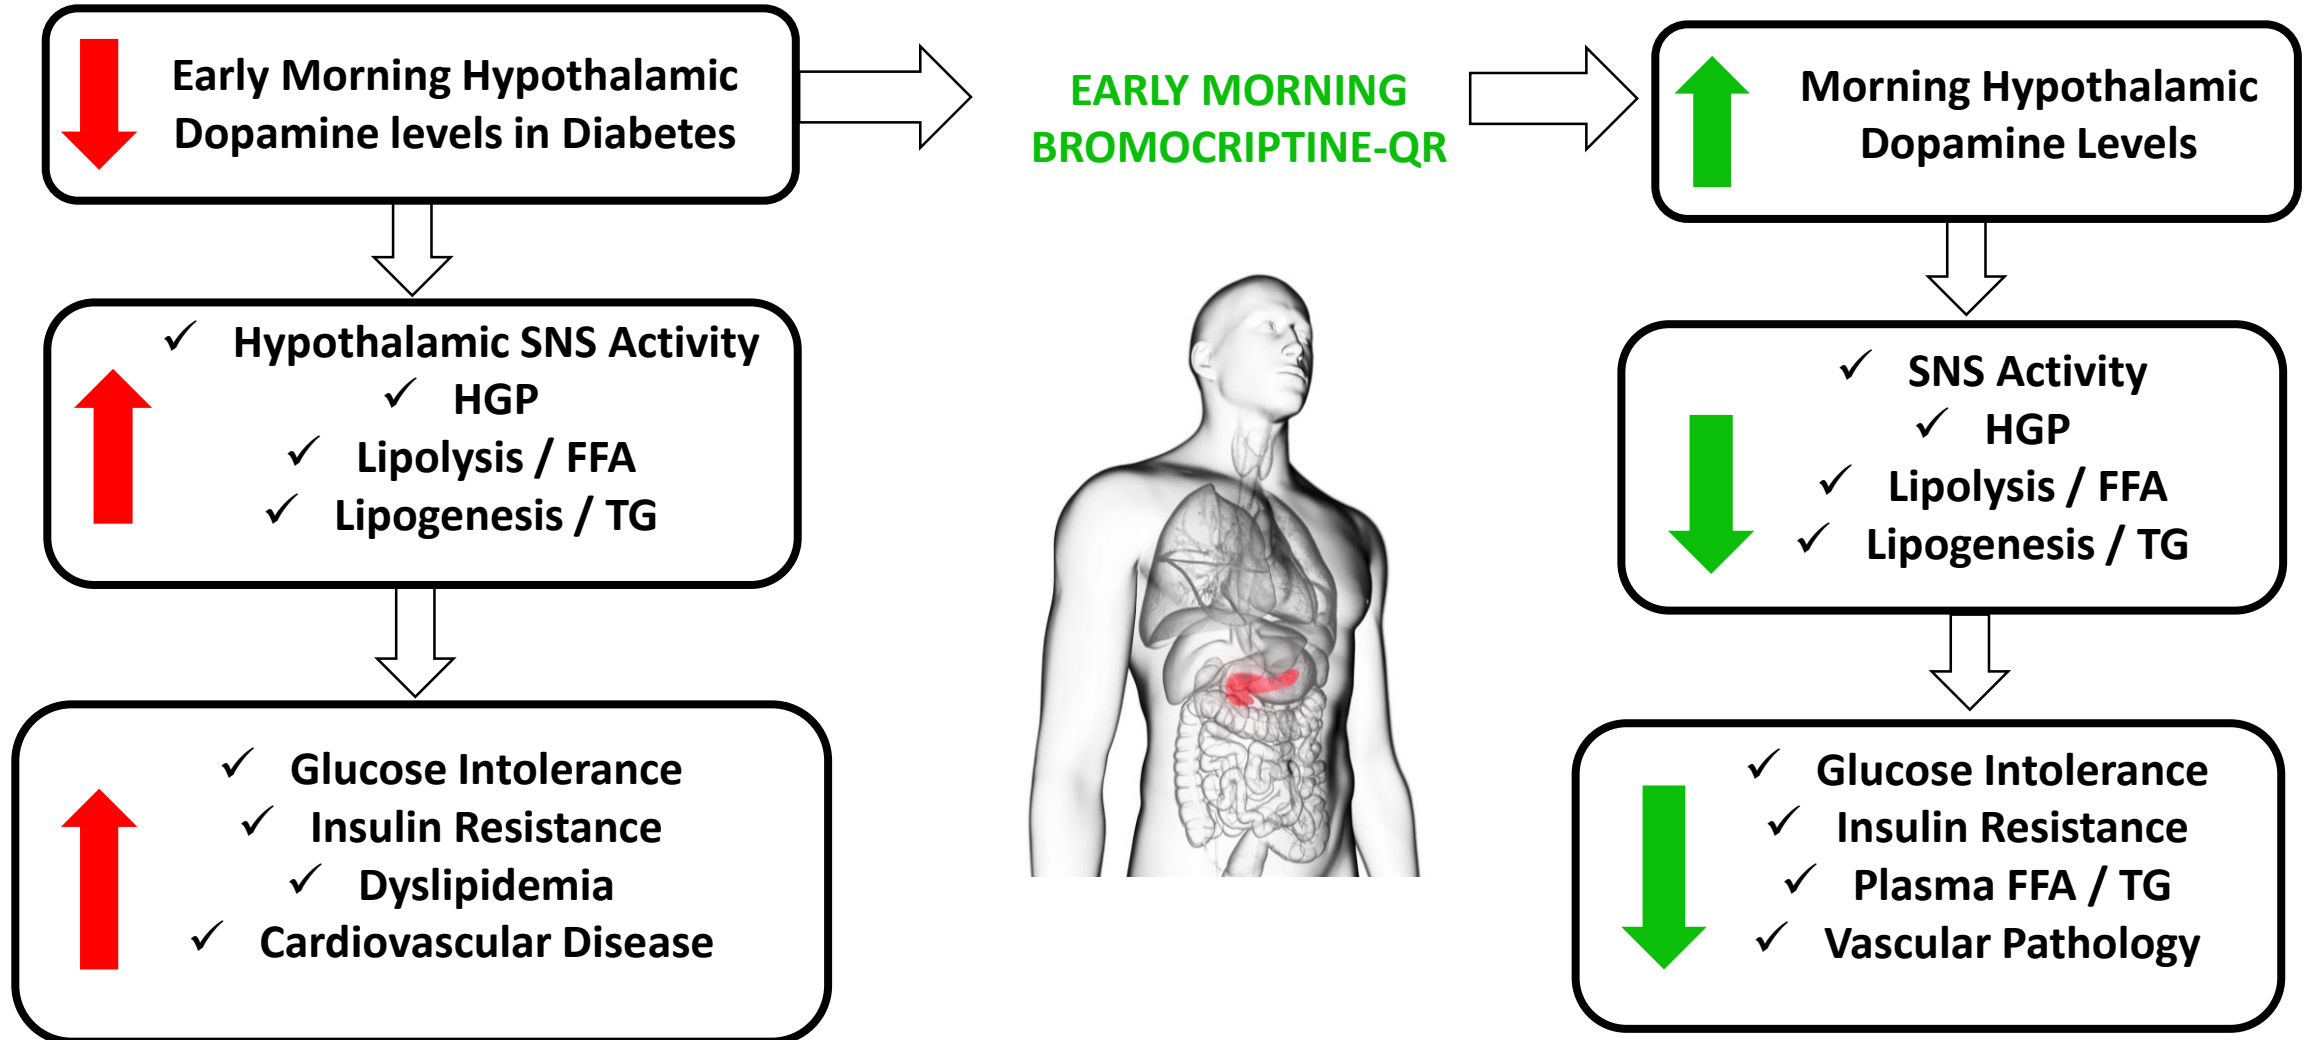 Early Morning Hypothalamic
Dopamine levels in Diabetes
EARLY MORNING
BROMOCRIPTINE-QR
Morning Hypothalamic
Dopamine Levels
✓ Hypothalamic SNS Activity
✓ HGP
✓ Lipolysis / FFA
✓ Lipogenesis / TG
✓ SNS Activity
✓ HGP
✓ Lipolysis / FFA
✓ Lipogenesis / TG
✓ Glucose Intolerance
✓ Insulin Resistance
✓ Dyslipidemia
✓ Cardiovascular Disease
✓ Glucose Intolerance
✓ Insulin Resistance
✓ Plasma FFA / TG
✓ Vascular Pathology